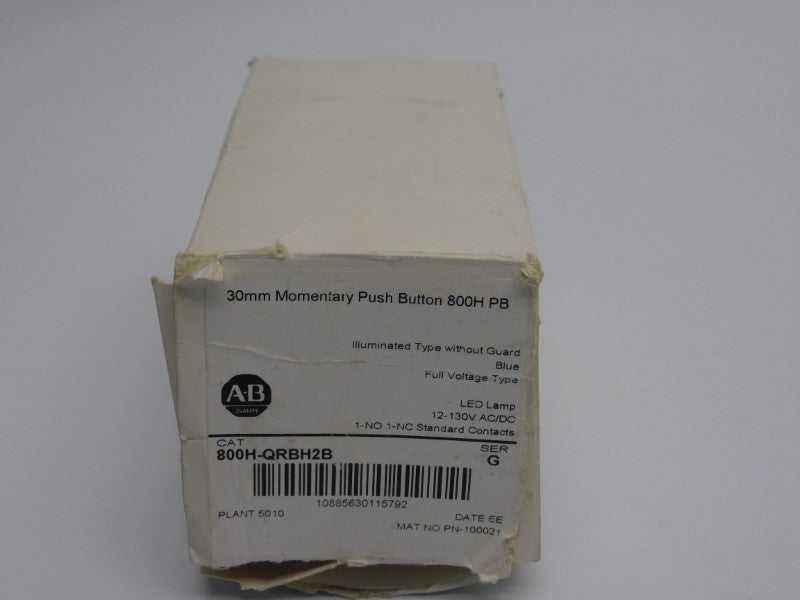 30mm Momentary Push Button 800H PB
Illuminated Type without Guard
Blue
Full Voltage Type
A-B
QUALITY
LED Lamp
12-130V AC/DC
1-NO 1-NC Standard Contacts
CAT SER
800H-QRBH2B G
10885630115792
PLANT 5010 DATE EE
MAT NO PN-100021